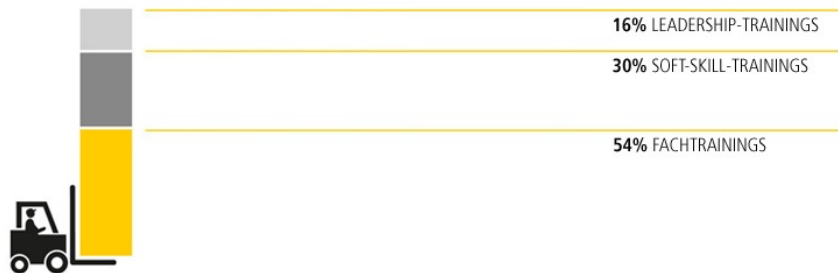 16% LEADERSHIP-TRAININGS
30% SOFT-SKILL-TRAININGS
54% FACHTRAININGS